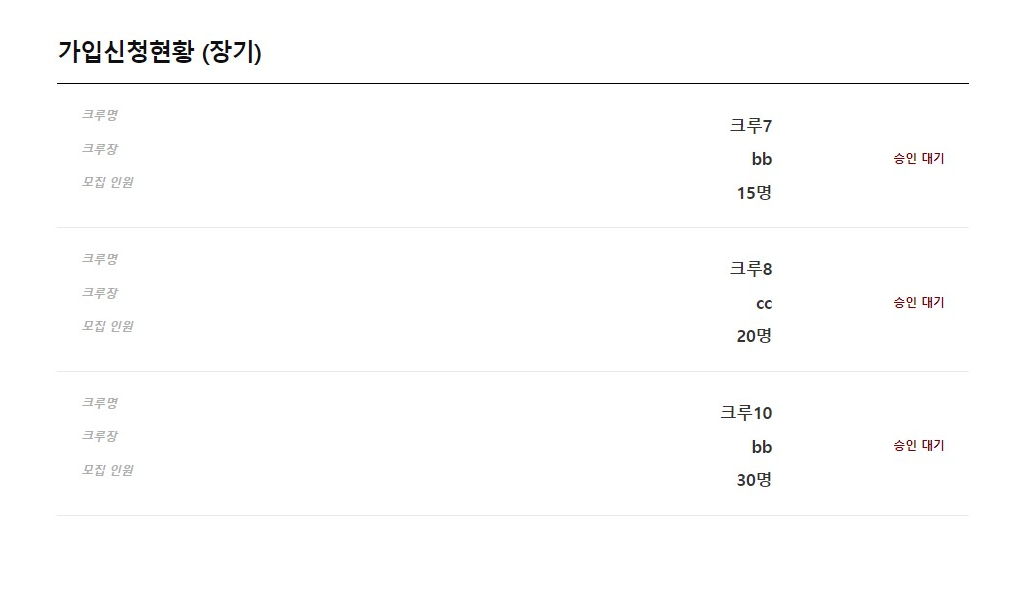 가입신청현황 (장기)
크루명
크루장
모집 인원
크루7
bb
15명
승인 대기
크루명
크루장
모집 인원
크루8
cc
20명
승인 대기
크루명
크루장
모집 인원
크루10
bb
30명
승인 대기